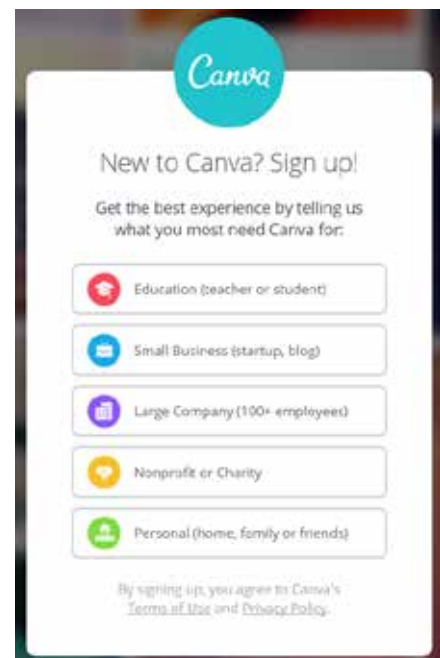 Canva
New to Canva? Sign up!
Get the best experience by telling us
what you most need Canva for:
Education (teacher or student)
Small Business (startup, blog)
Large Company (100+ employees)
Nonprofit or Charity
Personal (home, family or friends)
By signing up, you agree to Canva's
Terms of Use and Privacy Policy.